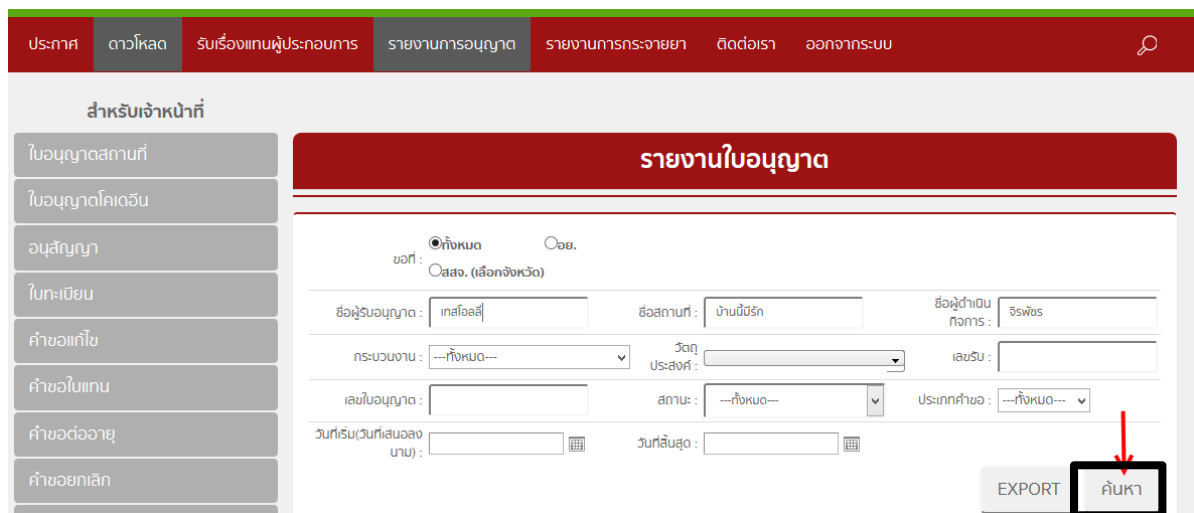 ประกาศ ดาวโหลด รับเรื่องแทนผู้ประกอบการ รายงานการอนุญาต รายงานการกระจายยา ติดต่อเรา ออกจากระบบ
สำหรับเจ้าหน้าที่
ใบอนุญาตสถานที่
ใบอนุญาตโคเดอีน
อนุสัญญา
ใบทะเบียน
คำขอแก้ไข
คำขอใบแทน
คำขอต่ออายุ
คำขอยกเลิก
รายงานใบอนุญาต
ขอที่ : ทั้งหมด อย.
สสจ. (เลือกจังหวัด)
ชื่อผู้รับอนุญาต : เทสโอลลี่ ชื่อสถานที่ : บ้านนี้มีรัก ชื่อผู้ดำเนิน
กิจการ : จิรพัชร
กระบวนงาน : ---ทั้งหมด--- วัตถุ
ประสงค์ : เลขรับ :
เลขใบอนุญาต : สถานะ : ---ทั้งหมด--- ประเภทคำขอ : ---ทั้งหมด---
วันที่เริ่ม(วันที่เสนอลง
นาม) : วันที่สิ้นสุด :
EXPORT ค้นหา